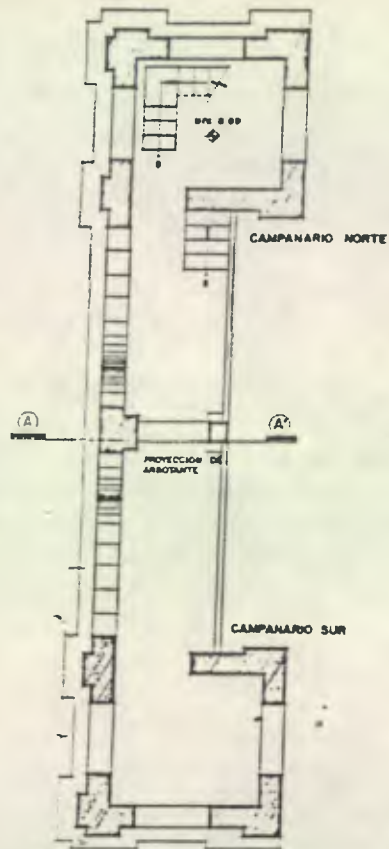 CAMPANARIO NORTE
A
A'
PROYECCION DE
ARBOTANTE
CAMPANARIO SUR